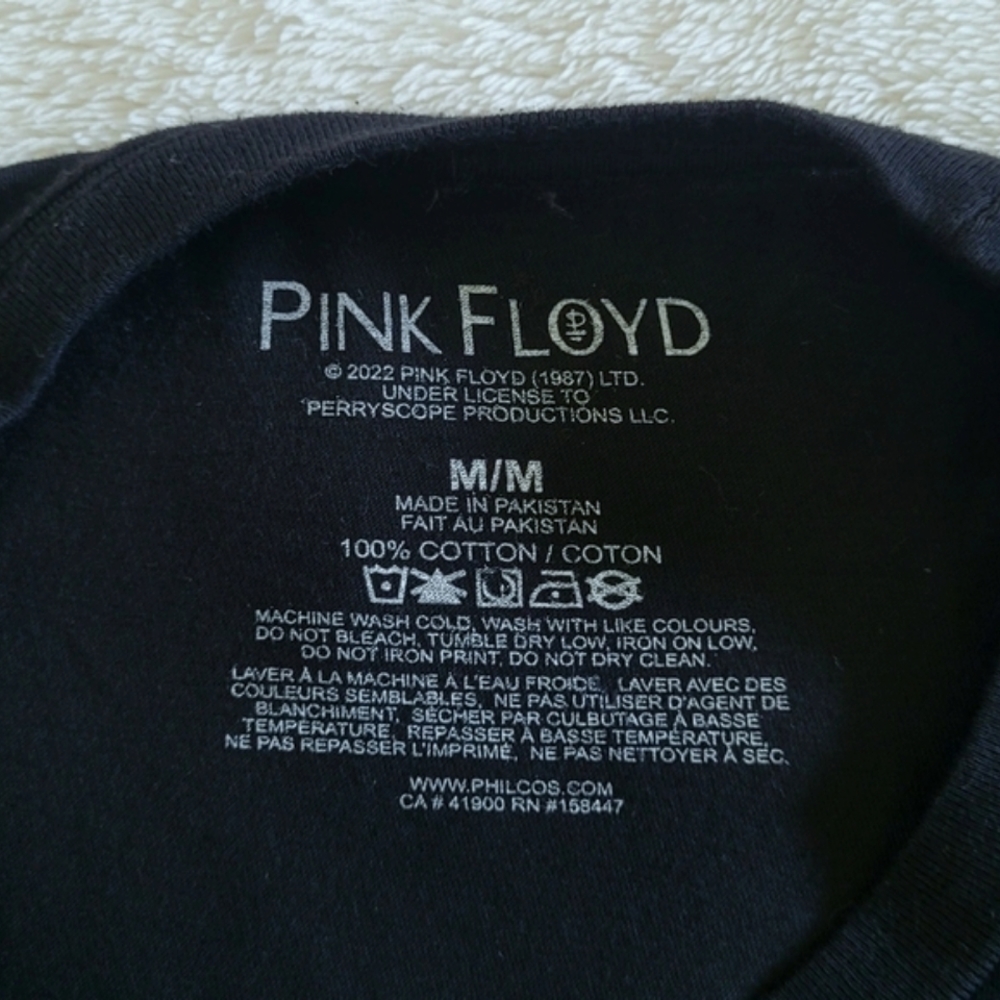 PINK FLOYD
© 2022 PINK FLOYD (1987) LTD.
UNDER LICENSE TO
PERRYSCOPE PRODUCTIONS LLC.
M/M
MADE IN PAKISTAN
FAIT AU PAKISTAN
100% COTTON / COTON
MACHINE WASH COLD, WASH WITH LIKE COLOURS,
DO NOT BLEACH, TUMBLE DRY LOW, IRON ON LOW,
DO NOT IRON PRINT, DO NOT DRY CLEAN.
LAVER À LA MACHINE À L'EAU FROIDE, LAVER AVEC DES
COULEURS SEMBLABLES, NE PAS UTILISER D'AGENT DE
BLANCHIMENT, SÉCHER PAR CULBUTAGE À BASSE
TEMPÉRATURE, REPASSER À BASSE TEMPÉRATURE,
NE PAS REPASSER L'IMPRIMÉ, NE PAS NETTOYER À SEC.
WWW.PHILCOS.COM
CA # 41900 RN #158447